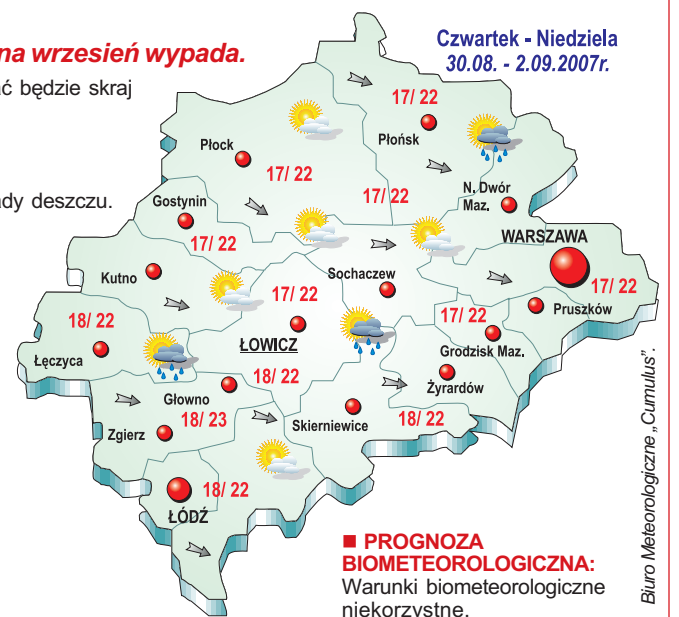 na wrzesień wypada.
ać będzie skraj
ady deszczu.
Czwartek - Niedziela
30.08. - 2.09.2007r.
17/ 22
Płońsk
Płock
17/ 22
17/ 22
N. Dwór
Maz.
Gostynin
17/ 22
WARSZAWA
Kutno
Sochaczew
17/ 22
17/ 22
Pruszków
18/ 22
ŁOWICZ
17/ 22
Łęczyca
Grodzisk Maz.
18/ 22
Żyrardów
Głowno
18/ 23
18/ 22
Skierniewice
Zgierz
18/ 22
ŁÓDŹ
■ PROGNOZA
BIOMETEOROLOGICZNA:
Warunki biometeorologiczne
niekorzystne.
Biuro Meteorologiczne „Cumulus”.